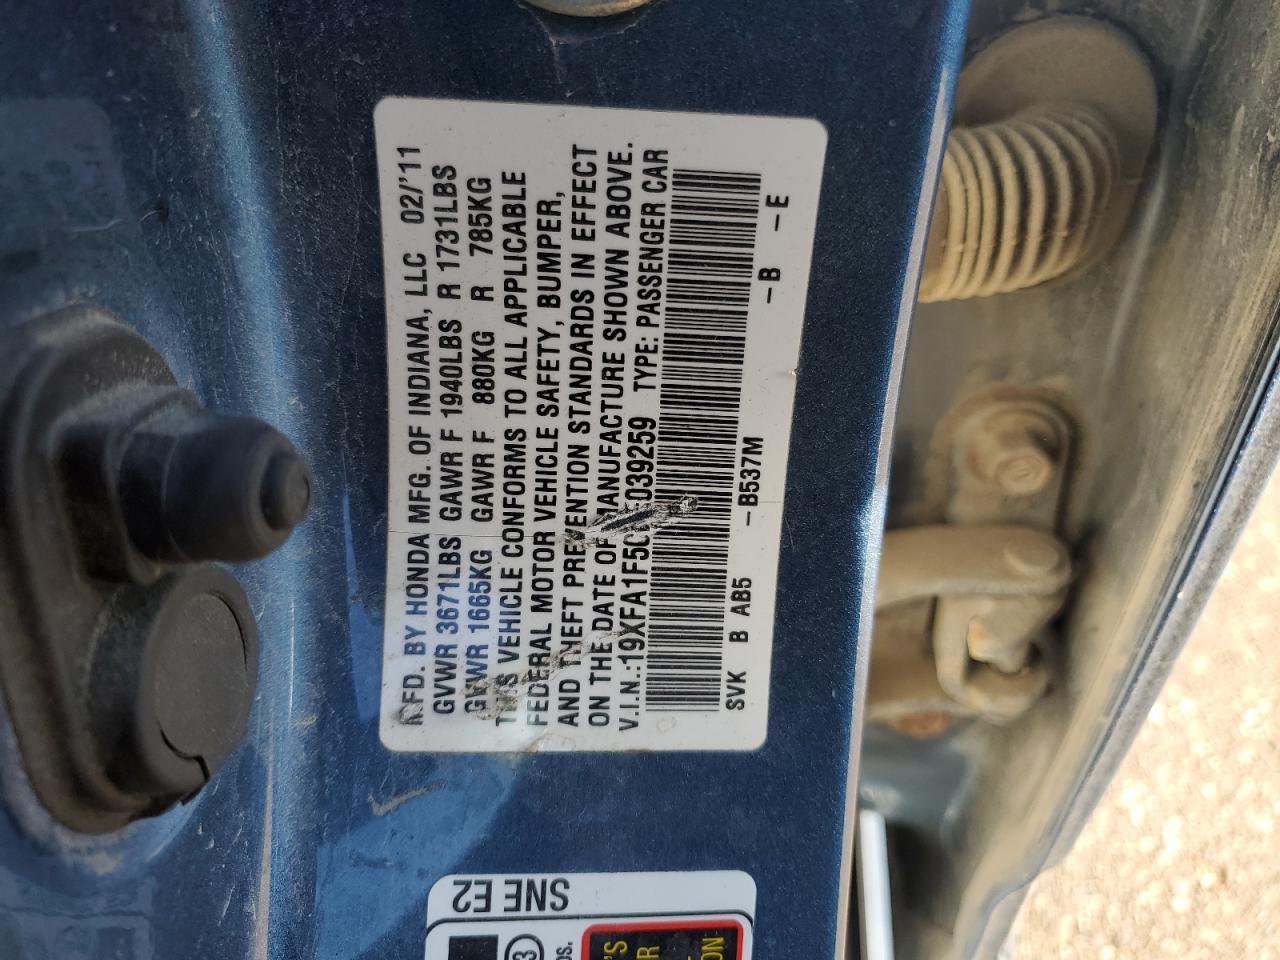 MFD. BY HONDA MFG. OF INDIANA, LLC 02/'11
GVWR 3671LBS GAWR F 1940LBS R 1731LBS
GVWR 1665KG GAWR F 880KG R 785KG
THIS VEHICLE CONFORMS TO ALL APPLICABLE
FEDERAL MOTOR VEHICLE SAFETY, BUMPER,
AND THEFT PREVENTION STANDARDS IN EFFECT
ON THE DATE OF MANUFACTURE SHOWN ABOVE.
V.I.N.: TYPE: PASSENGER CAR
SVK B AB5 - B537M - B - E
SNE E2
3